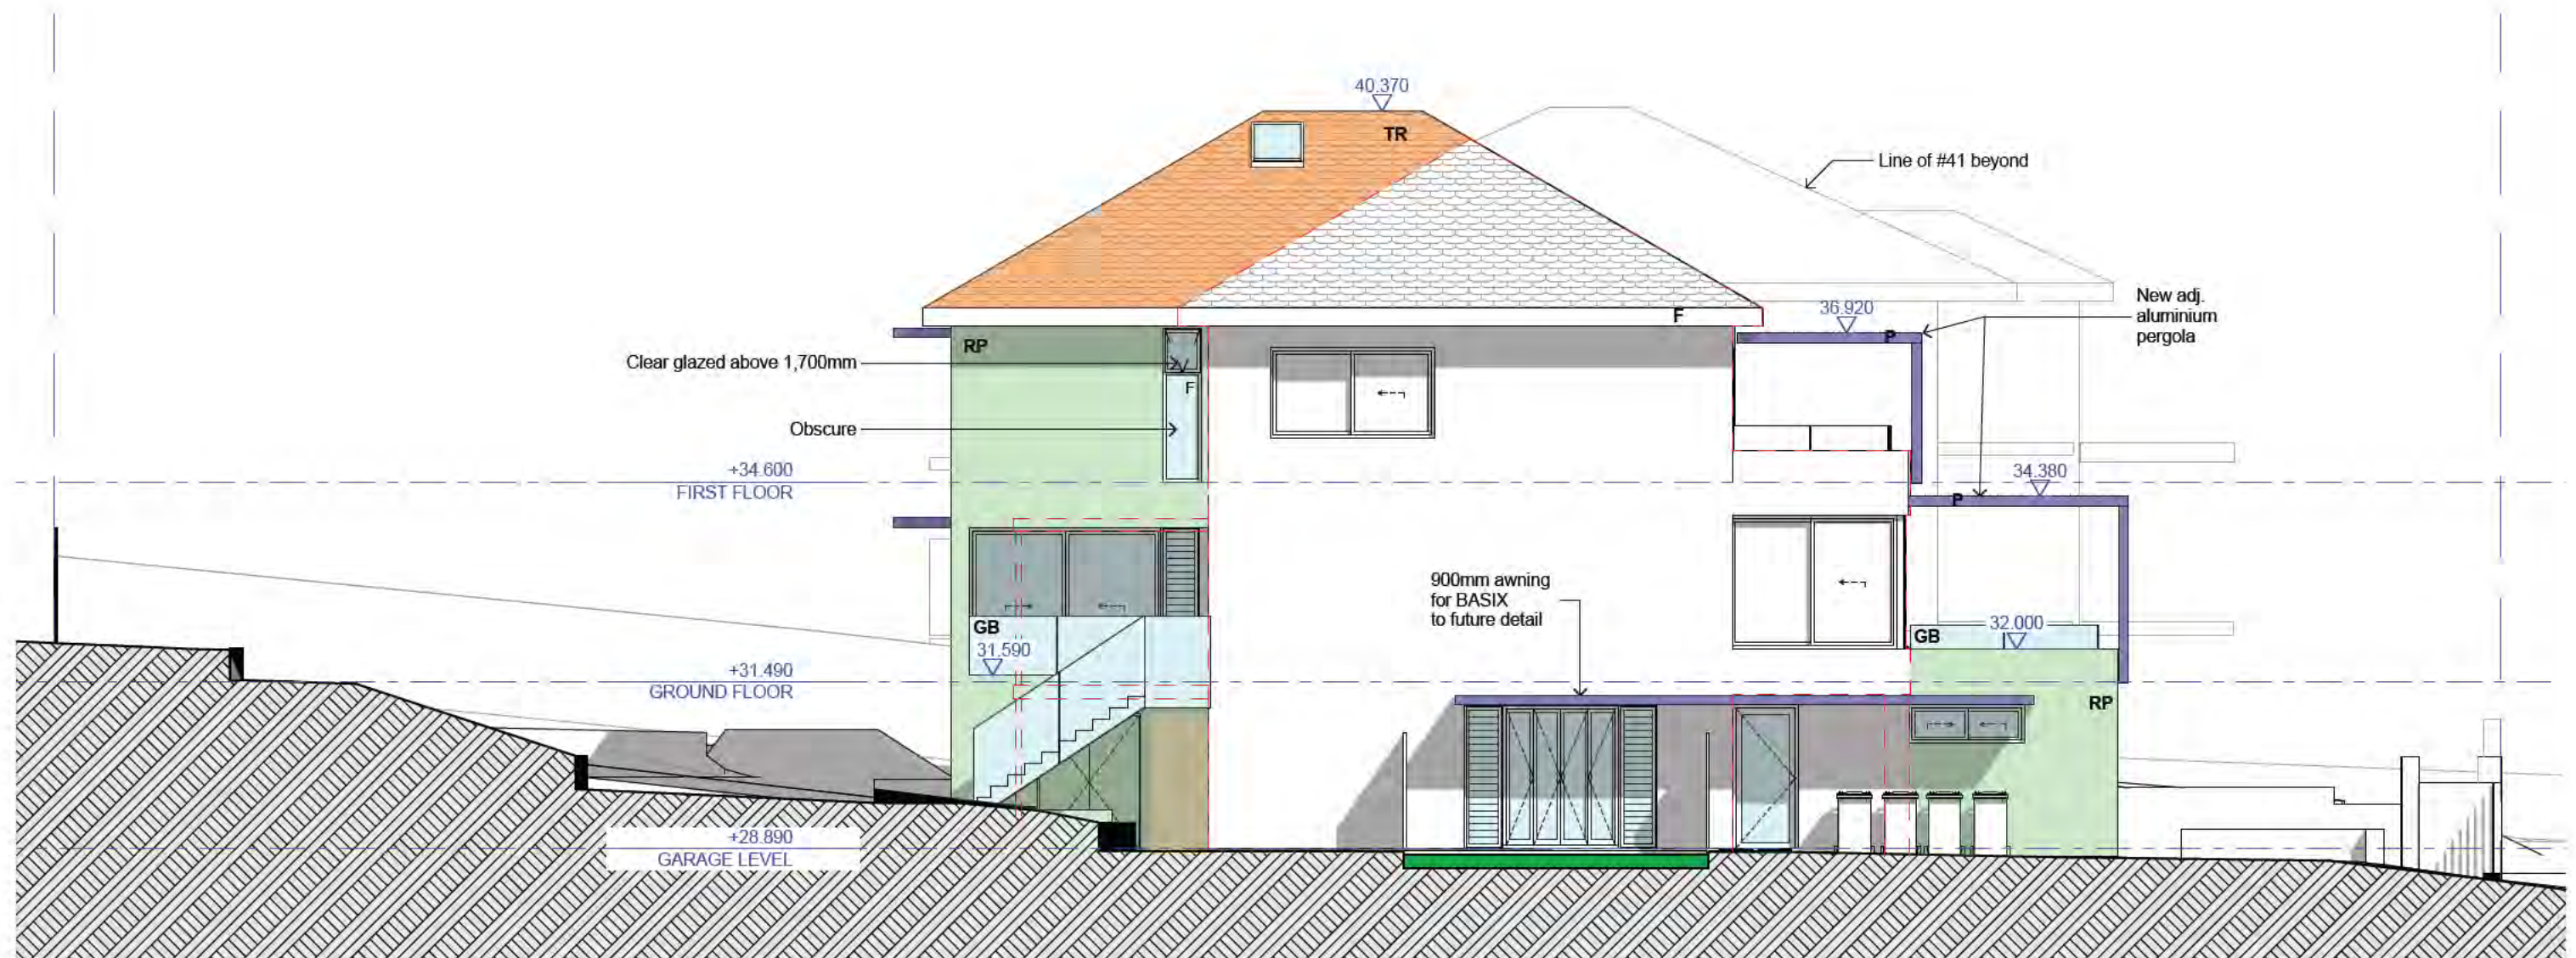 40.370
TR
Line of #41 beyond
New adj.
aluminium
pergola
36.920
F
P
RP
Clear glazed above 1,700mm
F
Obscure
+34.600
FIRST FLOOR
34.380
P
900mm awning
for BASIX
to future detail
GB
31.590
GB
32.000
+31.490
GROUND FLOOR
RP
+28.890
GARAGE LEVEL